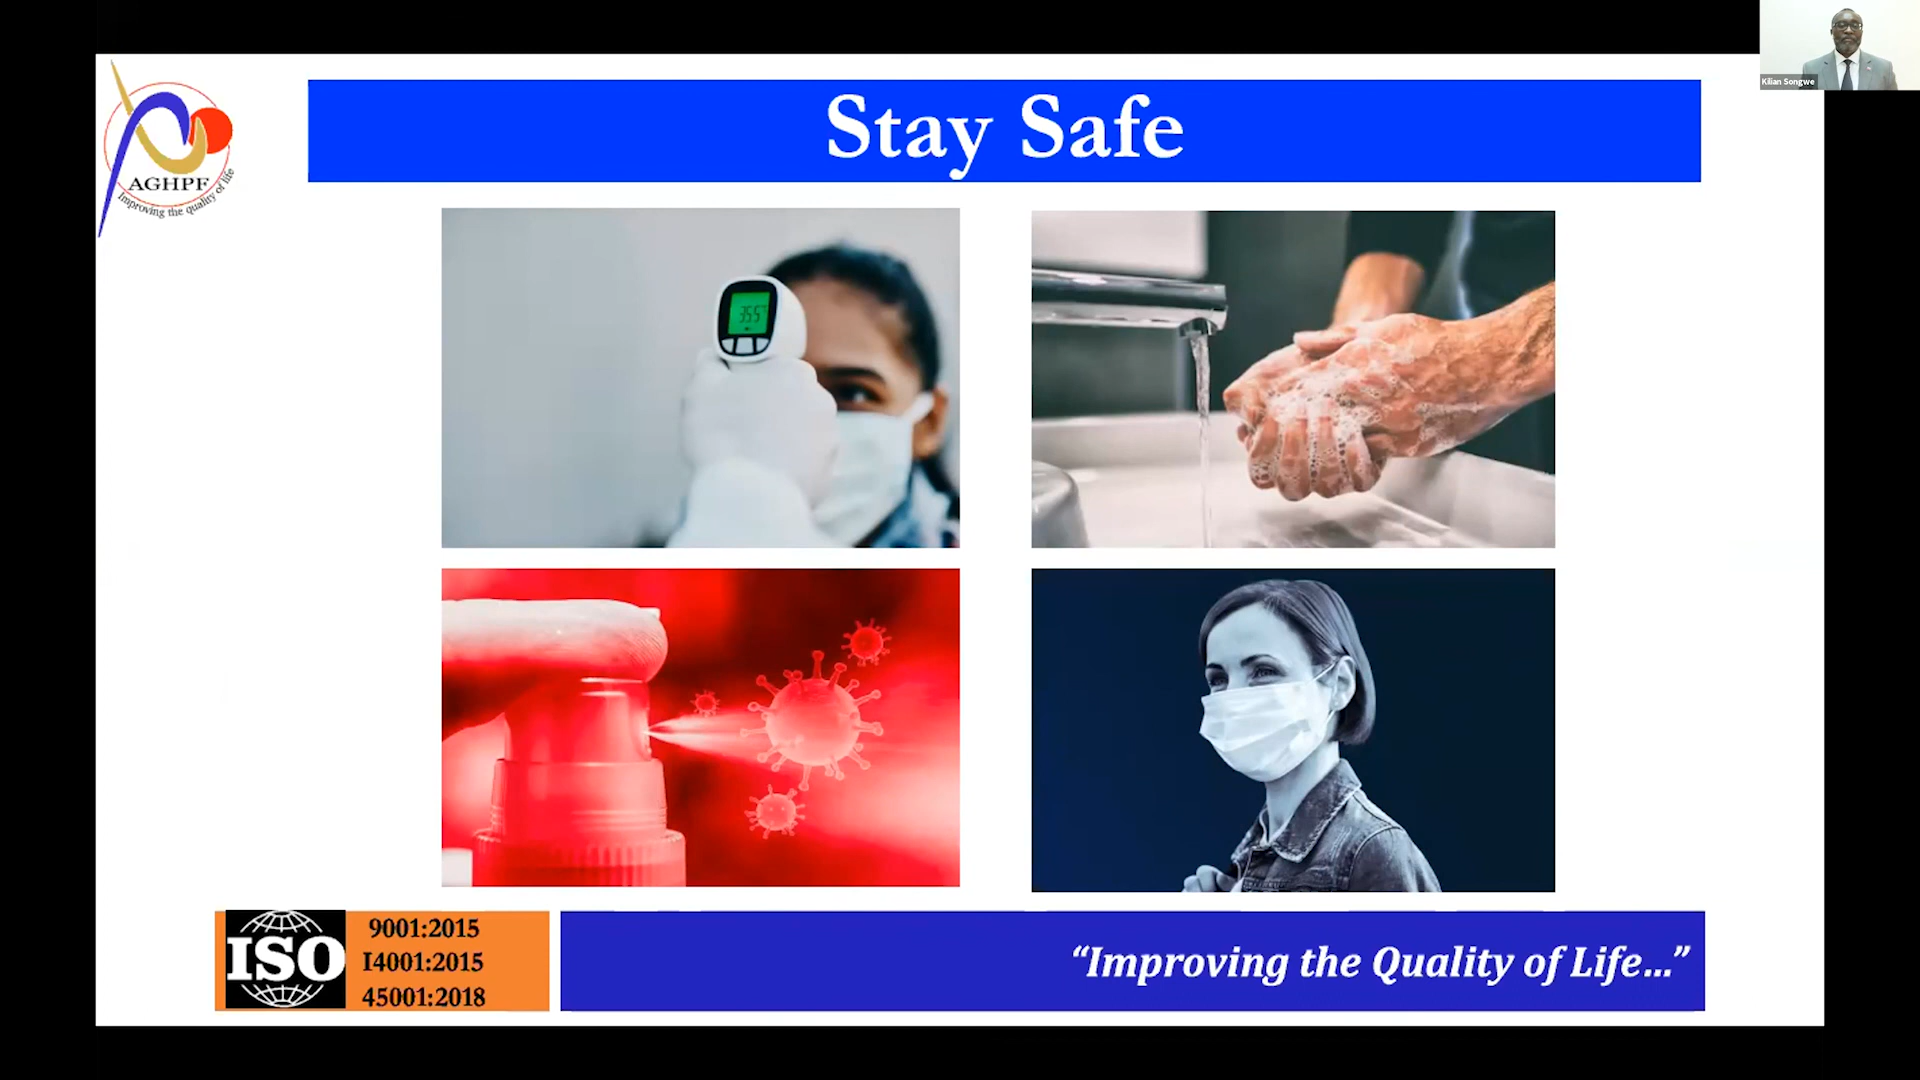 Kilian Songwe
Stay Safe
AGHPF
Improving the quality of life
35.5
ISO
9001:2015
I4001:2015
45001:2018
“Improving the Quality of Life...”